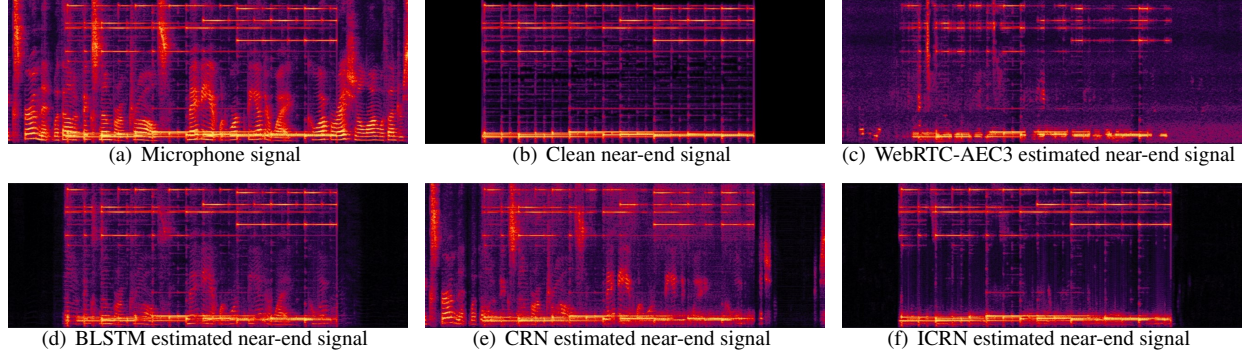 (a) Microphone signal
(b) Clean near-end signal
(c) WebRTC-AEC3 estimated near-end signal
(d) BLSTM estimated near-end signal
(e) CRN estimated near-end signal
(f) ICRN estimated near-end signal